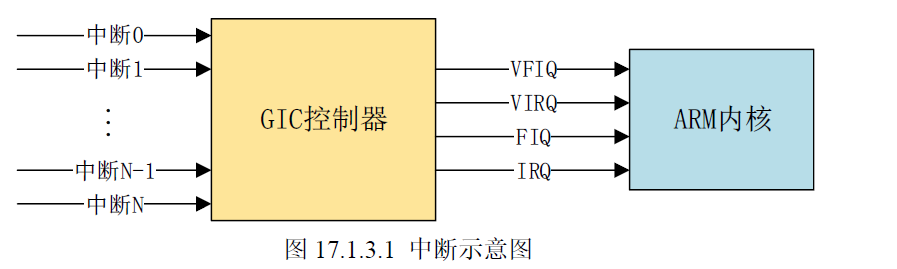 中断0
中断1
⋮
中断N-1
中断N
GIC控制器
VFIQ
VIRQ
FIQ
IRQ
ARM内核
图 17.1.3.1 中断示意图